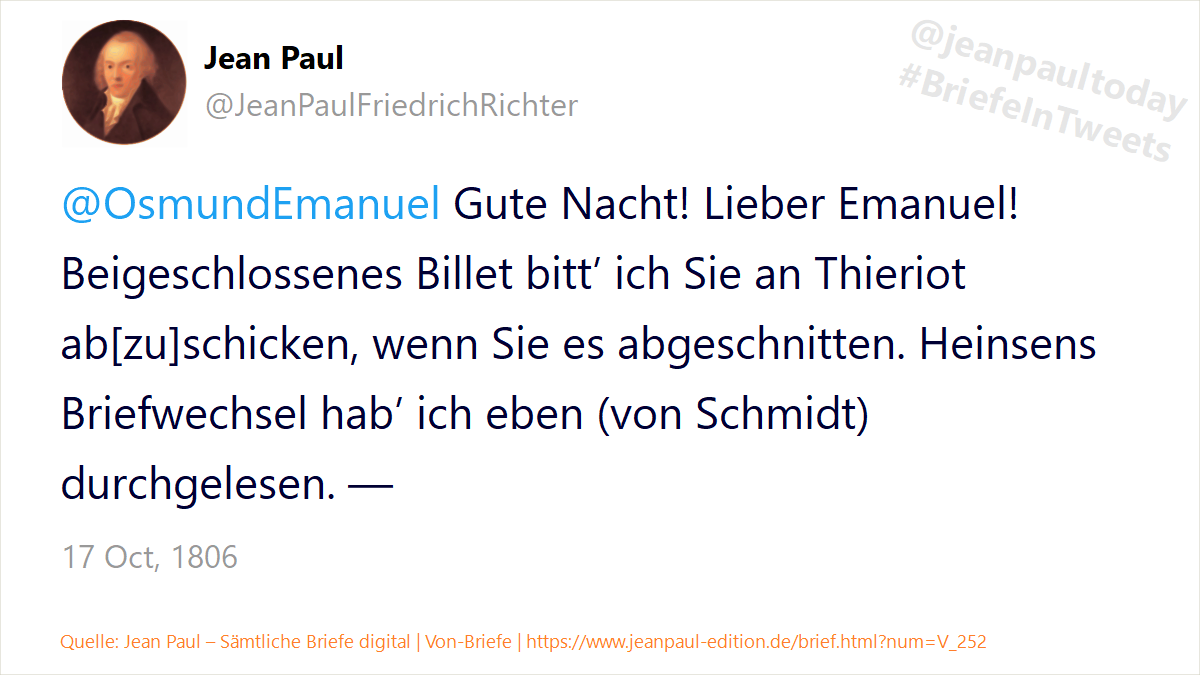 Jean Paul
@JeanPaulFriedrichRichter
@jeanpaultoday
#BriefeInTweets
@OsmundEmanuel Gute Nacht! Lieber Emanuel!
Beigeschlossenes Billet bitt’ ich Sie an Thieriot
ab[zu]schicken, wenn Sie es abgeschnitten. Heinsens
Briefwechsel hab’ ich eben (von Schmidt)
durchgelesen. —
17 Oct, 1806
Quelle: Jean Paul – Sämtliche Briefe digital | Von-Briefe | https://www.jeanpaul-edition.de/brief.html?num=V_252